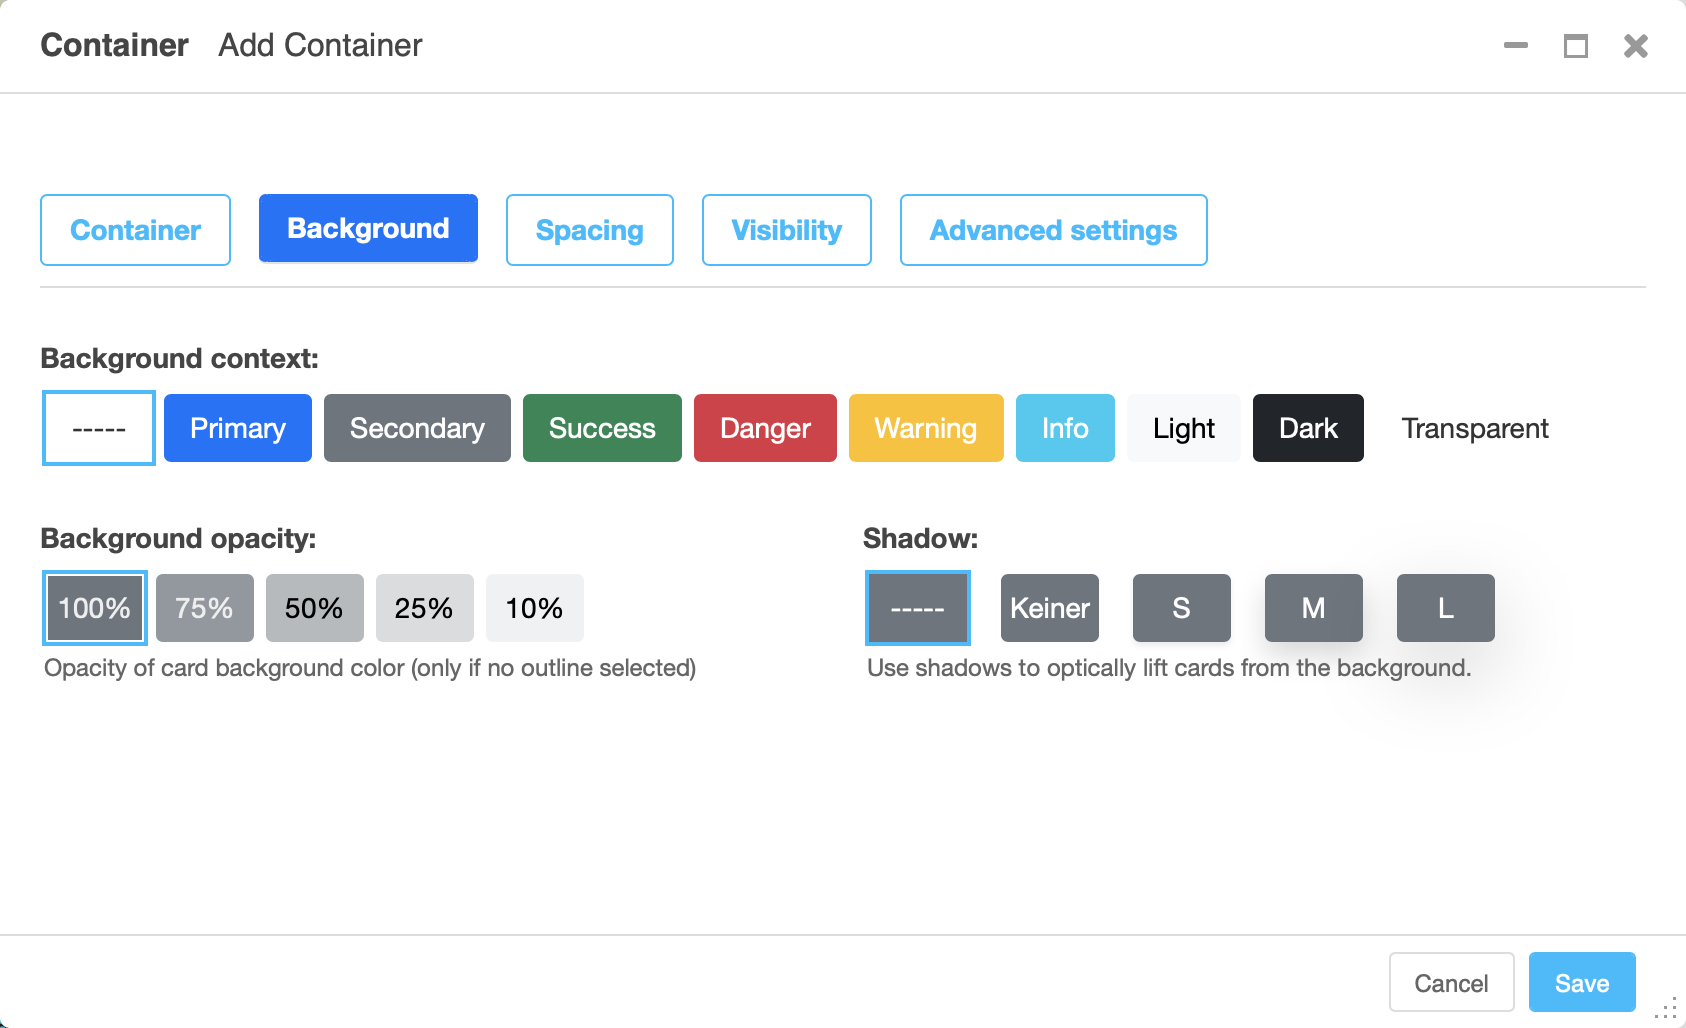 Container Add Container
Container Background Spacing Visibility Advanced settings
Background context:
----- Primary Secondary Success Danger Warning Info Light Dark Transparent
Background opacity:
100% 75% 50% 25% 10%
Opacity of card background color (only if no outline selected)
Shadow:
----- Keiner S M L
Use shadows to optically lift cards from the background.
Cancel Save